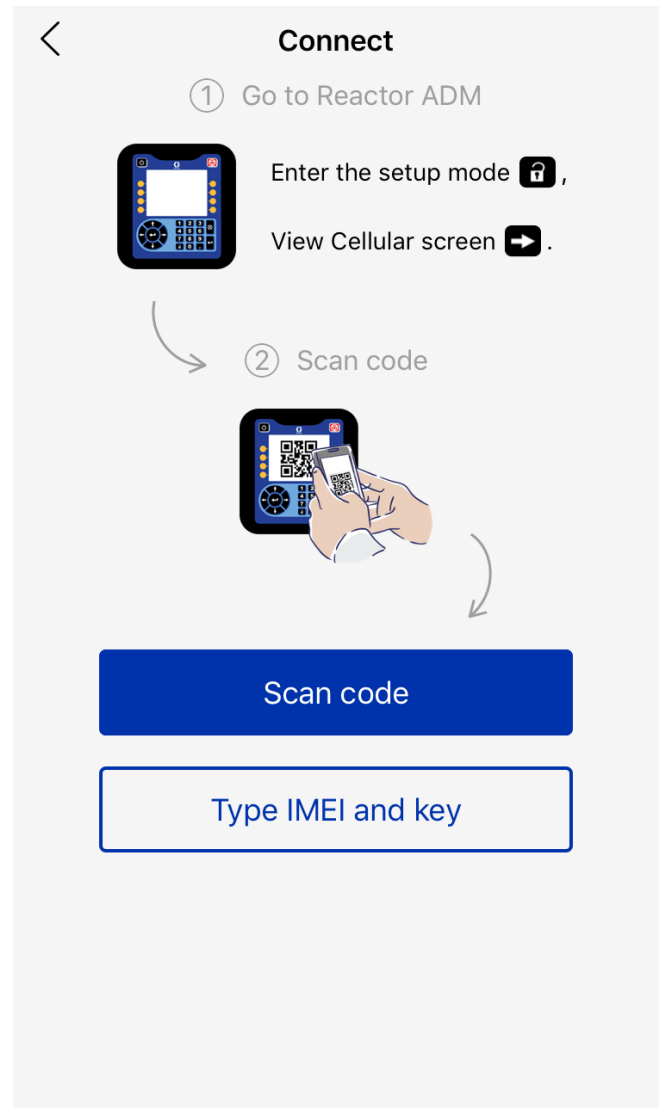 Connect
1 Go to Reactor ADM
Enter the setup mode ,
View Cellular screen .
2 Scan code
Scan code
Type IMEI and key